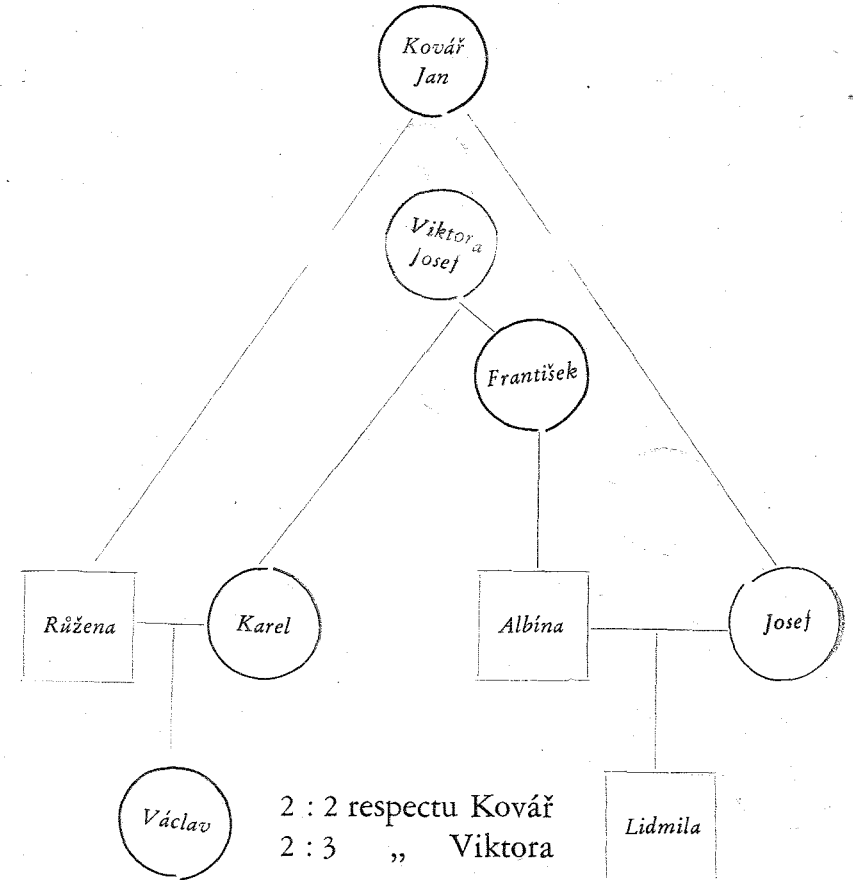 Kovář
Jan
Viktora
Josef
František
Růžena
Karel
Albína
Josef
Václav
2 : 2 respectu Kovář
2 : 3 „ Viktora
Lidmila